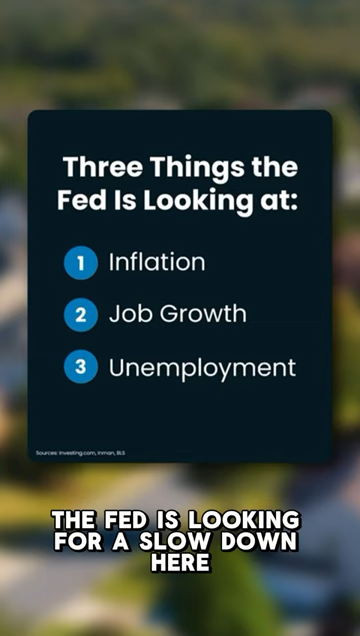 Three Things the
Fed Is Looking at:
1 Inflation
2 Job Growth
3 Unemployment
Sources: Investing.com, Inman, BLS
THE FED IS LOOKING
FOR A SLOW DOWN
HERE